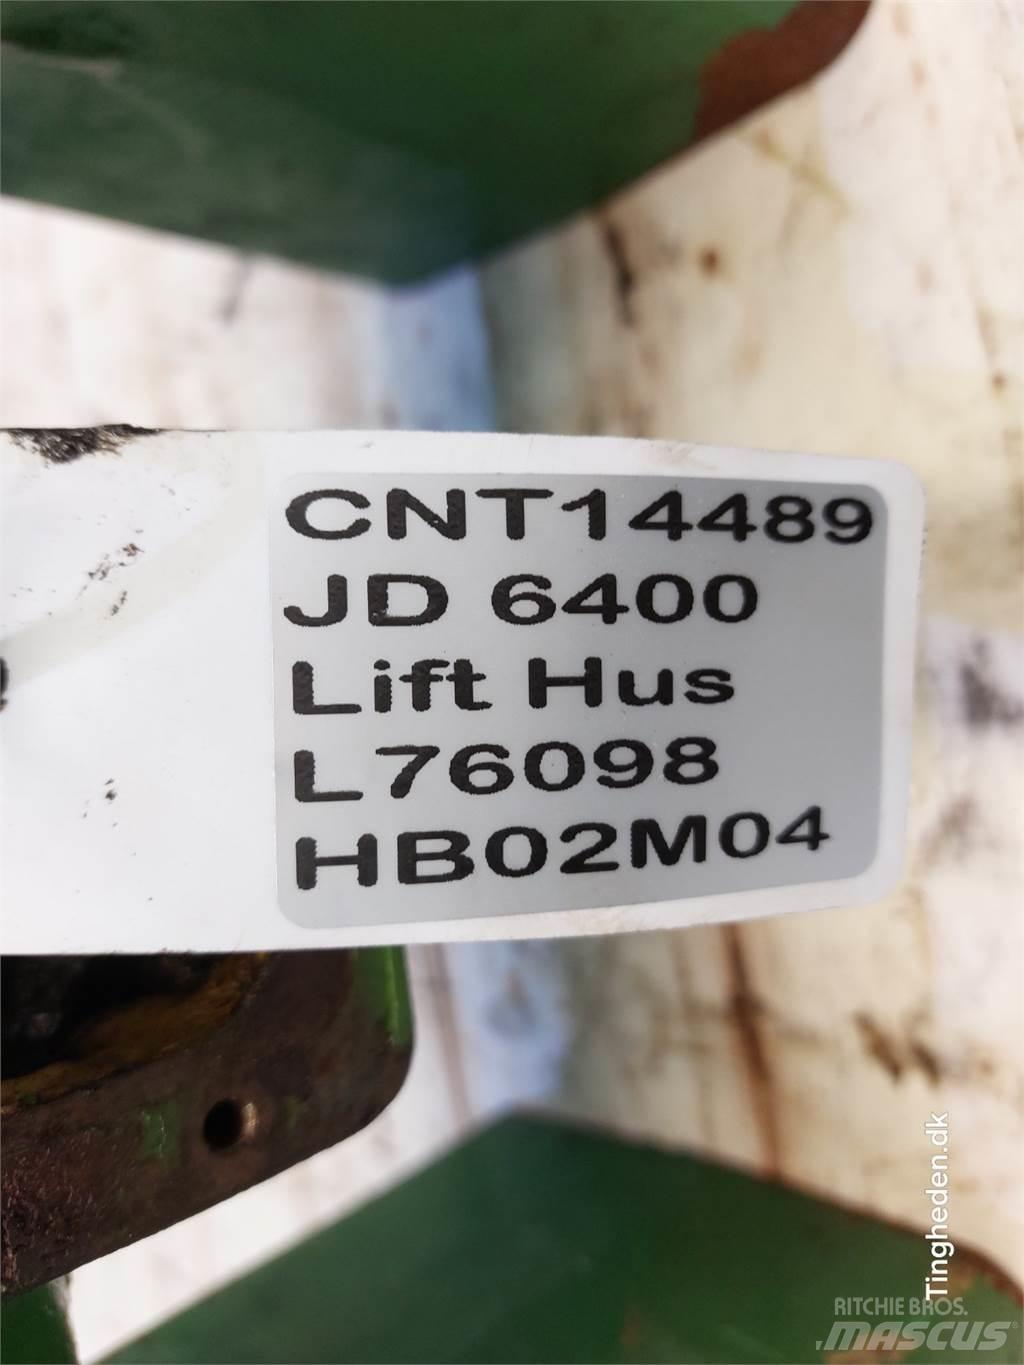 CNT14489
JD 6400
Lift Hus
L76098
HB02M04
Tingheden.dk
RITCHIE BROS.
MASCUS